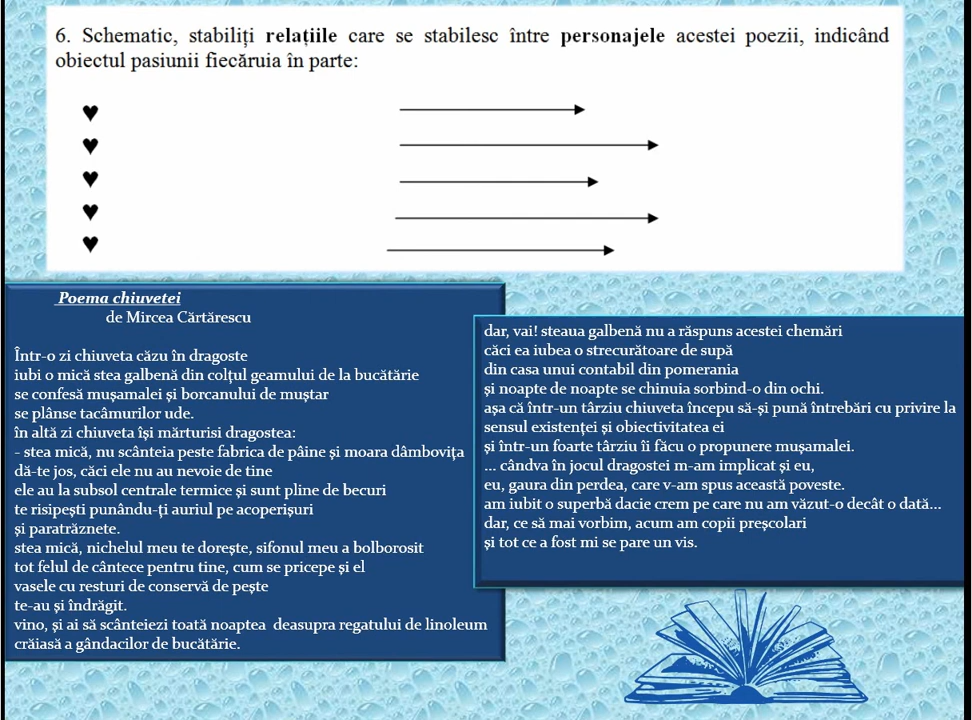 6. Schematic, stabiliți relațiile care se stabilesc între personajele acestei poezii, indicând
obiectul pasiunii fiecăruia în parte:
♥
♥
♥
♥
♥
Poema chiuvetei
de Mircea Cărtărescu
Într-o zi chiuveta căzu în dragoste
iubi o mică stea galbenă din colțul geamului de la bucătărie
se confesă mușamalei și borcanului de muștar
se plânse tacâmurilor ude.
în altă zi chiuveta își mărturisi dragostea:
- stea mică, nu scânteia peste fabrica de pâine și moara dâmbovița
dă-te jos, căci ele nu au nevoie de tine
ele au la subsol centrale termice și sunt pline de becuri
te risipești punându-ți auriul pe acoperișuri
și paratrăznete.
stea mică, nichelul meu te dorește, sifonul meu a bolborosit
tot felul de cântece pentru tine, cum se pricepe și el
vasele cu resturi de conservă de pește
te-au și îndrăgit.
vino, și ai să scânteiezi toată noaptea deasupra regatului de linoleum
crăiasă a gândacilor de bucătărie.
dar, vai! steaua galbenă nu a răspuns acestei chemări
căci ea iubea o strecurătoare de supă
din casa unui contabil din pomerania
și noapte de noapte se chinuia sorbind-o din ochi.
așa că într-un târziu chiuveta începu să-și pună întrebări cu privire la
sensul existenței și obiectivitatea ei
și într-un foarte târziu îi făcu o propunere mușamalei.
... cândva în jocul dragostei m-am implicat și eu,
eu, gaura din perdea, care v-am spus această poveste.
am iubit o superbă dacie crem pe care nu am văzut-o decât o dată...
dar, ce să mai vorbim, acum am copii preșcolari
și tot ce a fost mi se pare un vis.